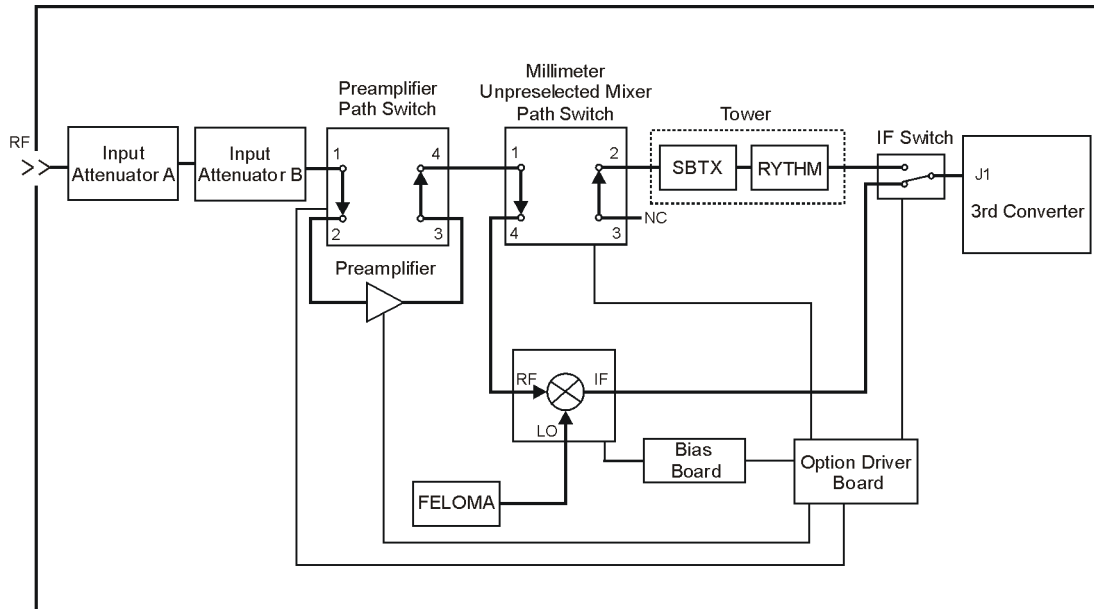 Millimeter
Unpreselected Mixer
Path Switch
Preamplifier
Path Switch
Tower
IF Switch
RF
Input
Attenuator A
Input
Attenuator B
1
4
2
3
1
2
4
3
SBTX
RYTHM
NC
J1
3rd Converter
Preamplifier
RF
IF
LO
Bias
Board
Option Driver
Board
FELOMA